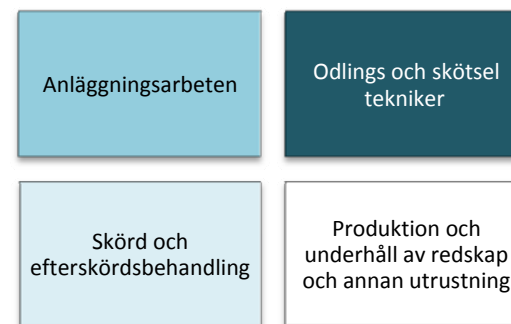 Anläggningsarbeten
Odlings och skötsel
tekniker
Skörd och
efterskördsbehandling
Produktion och
underhåll av redskap
och annan utrustning